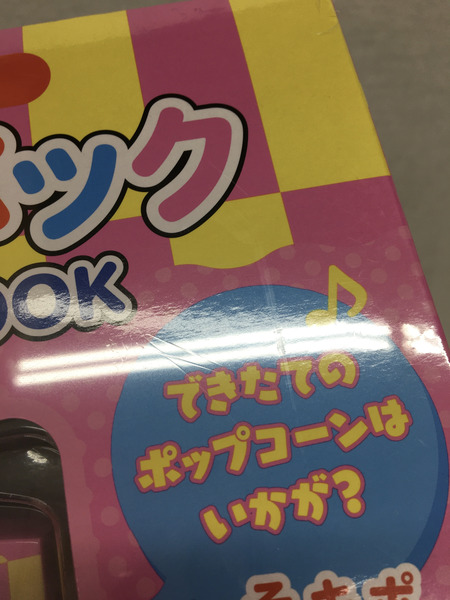 ック
OOK
できたての
ポップコーンは
いかが?